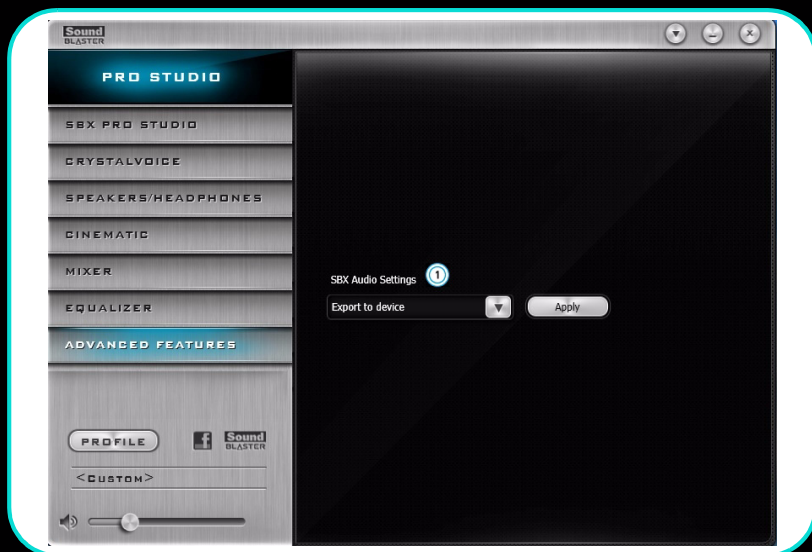 Sound
BLASTER
PRO STUDIO
SBX PRO STUDIO
CRYSTALVOICE
SPEAKERS/HEADPHONES
CINEMATIC
MIXER
EQUALIZER
ADVANCED FEATURES
SBX Audio Settings 1
Export to device
Apply
PROFILE
f
Sound
BLASTER
<CUSTOM>